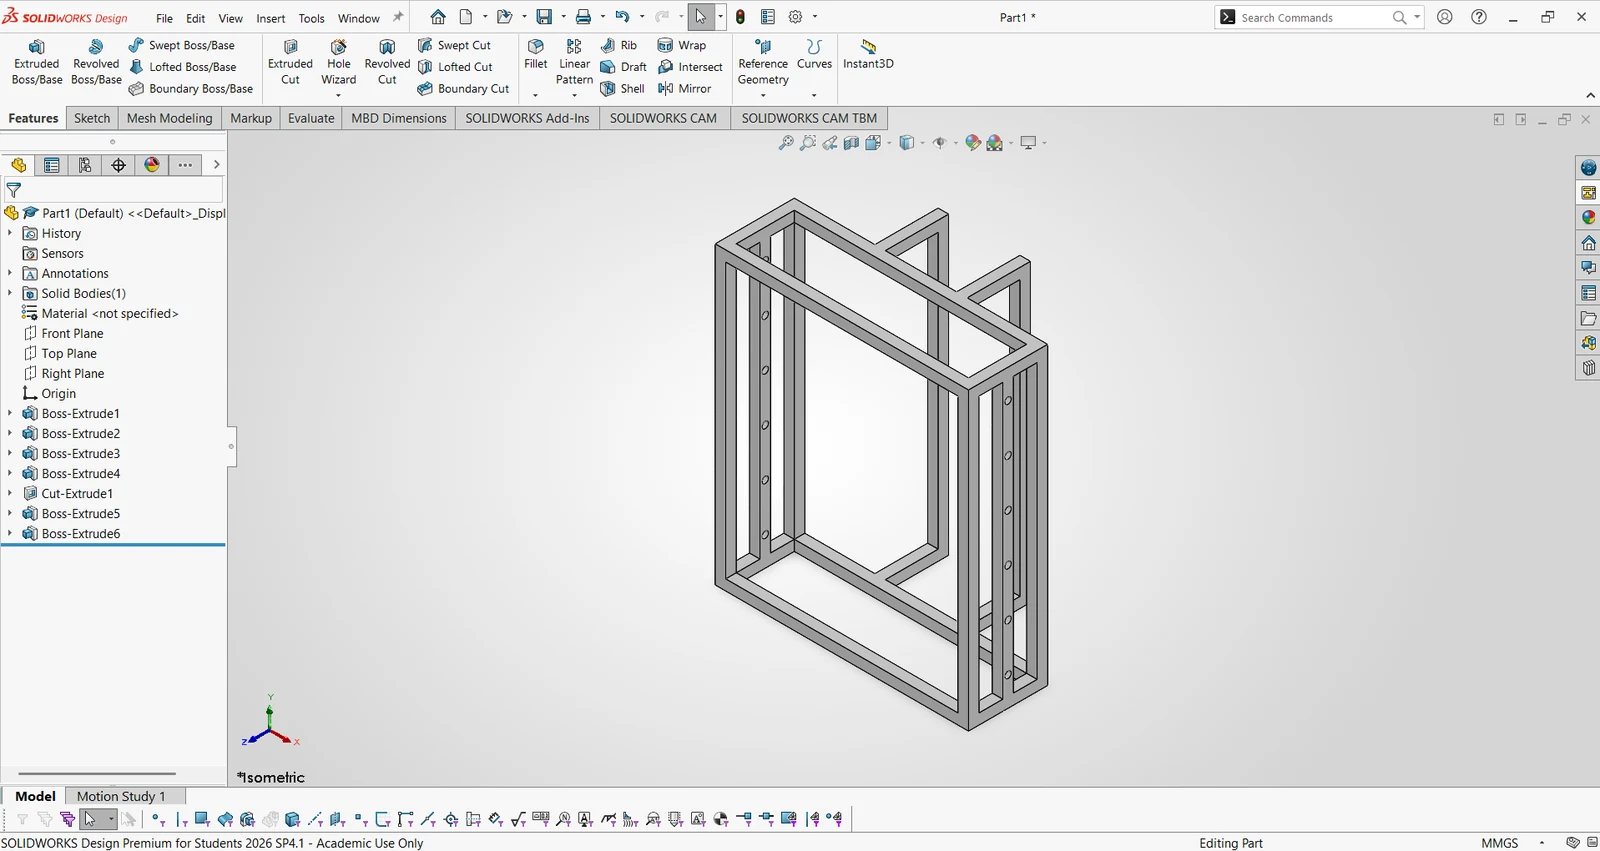 SOLIDWORKS Design File Edit View Insert Tools Window Part1 * Search Commands
Extruded Boss/Base
Revolved Boss/Base
Swept Boss/Base
Lofted Boss/Base
Boundary Boss/Base
Extruded Cut
Hole Wizard
Revolved Cut
Swept Cut
Lofted Cut
Boundary Cut
Fillet
Linear Pattern
Rib
Draft
Shell
Wrap
Intersect
Mirror
Reference Geometry
Curves
Instant3D
Features Sketch Mesh Modeling Markup Evaluate MBD Dimensions SOLIDWORKS Add-Ins SOLIDWORKS CAM SOLIDWORKS CAM TBM
Part1 (Default) <<Default>_Displ
History
Sensors
Annotations
Solid Bodies(1)
Material <not specified>
Front Plane
Top Plane
Right Plane
Origin
Boss-Extrude1
Boss-Extrude2
Boss-Extrude3
Boss-Extrude4
Cut-Extrude1
Boss-Extrude5
Boss-Extrude6
Y
Z X
*Isometric
Model Motion Study 1
SOLIDWORKS Design Premium for Students 2026 SP4.1 - Academic Use Only Editing Part MMGS